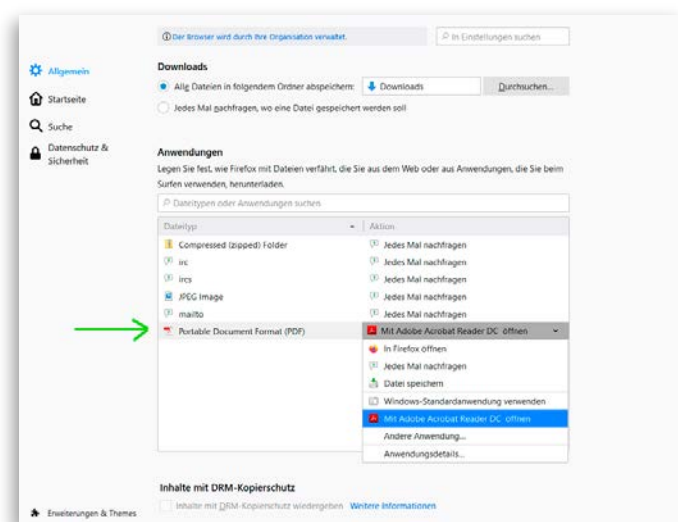 Der Browser wird durch Ihre Organisation verwaltet.
In Einstellungen suchen
Allgemein
Startseite
Suche
Datenschutz &
Sicherheit
Downloads
Alle Dateien in folgendem Ordner abspeichern:
Downloads
Durchsuchen...
Jedes Mal nachfragen, wo eine Datei gespeichert werden soll
Anwendungen
Legen Sie fest, wie Firefox mit Dateien verfährt, die Sie aus dem Web oder aus Anwendungen, die Sie beim
Surfen verwenden, herunterladen.
Dateitypen oder Anwendungen suchen
Dateityp
Aktion
Compressed (zipped) Folder
Jedes Mal nachfragen
irc
Jedes Mal nachfragen
ircs
Jedes Mal nachfragen
JPEG Image
Jedes Mal nachfragen
mailto
Jedes Mal nachfragen
Portable Document Format (PDF)
Mit Adobe Acrobat Reader DC öffnen
In Firefox öffnen
Jedes Mal nachfragen
Datei speichern
Windows-Standardanwendung verwenden
Mit Adobe Acrobat Reader DC öffnen
Andere Anwendung...
Anwendungsdetails...
Inhalte mit DRM-Kopierschutz
Inhalte mit DRM-Kopierschutz wiedergeben Weitere Informationen
Erweiterungen & Themes